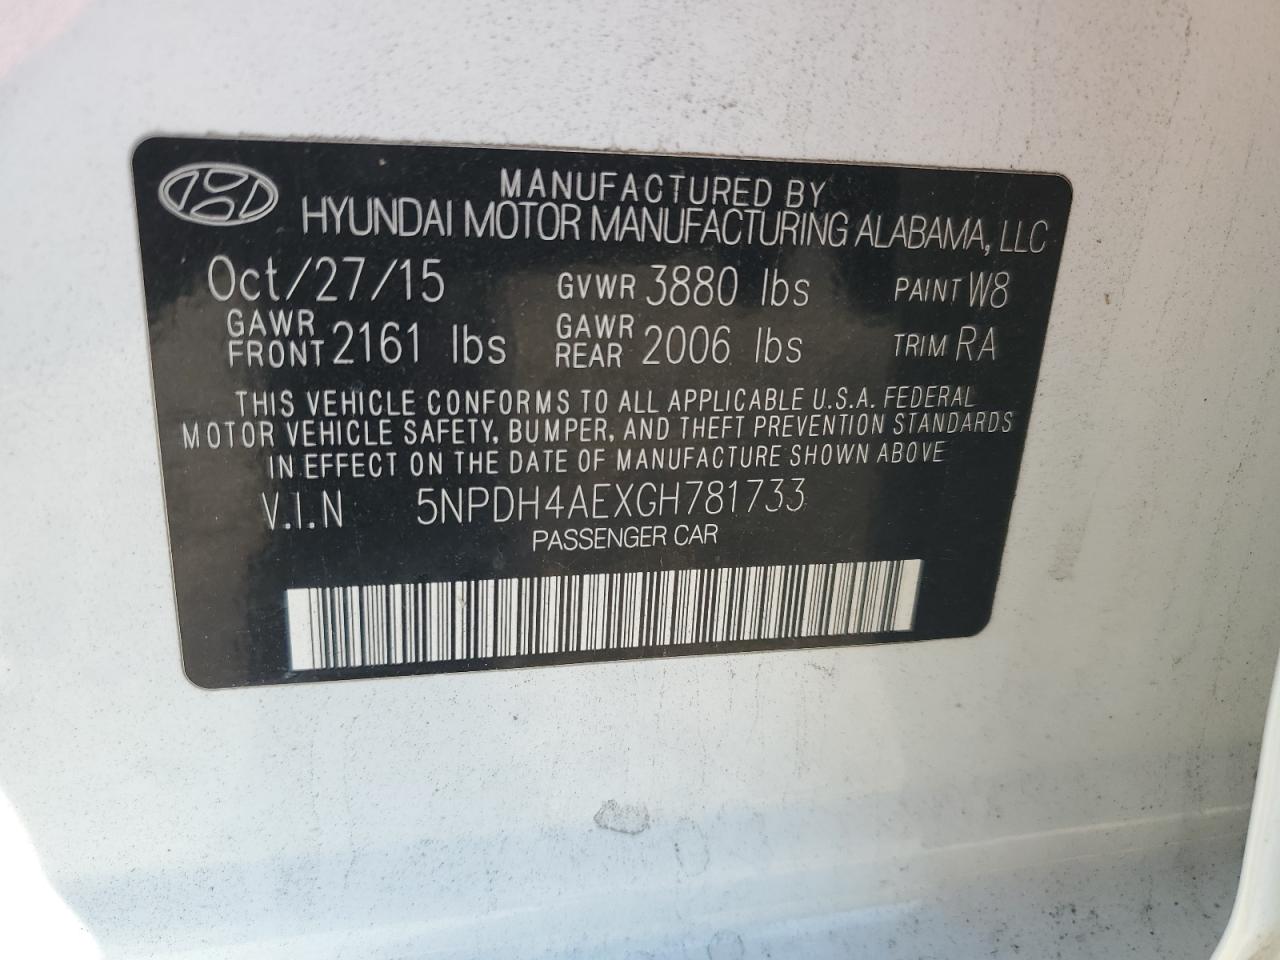 MANUFACTURED BY
HYUNDAI MOTOR MANUFACTURING ALABAMA, LLC
Oct/27/15 GVWR 3880 lbs PAINT W8
GAWR FRONT 2161 lbs GAWR REAR 2006 lbs TRIM RA
THIS VEHICLE CONFORMS TO ALL APPLICABLE U.S.A. FEDERAL
MOTOR VEHICLE SAFETY, BUMPER, AND THEFT PREVENTION STANDARDS
IN EFFECT ON THE DATE OF MANUFACTURE SHOWN ABOVE
V.I.N 5NPDH4AEXGH781733
PASSENGER CAR